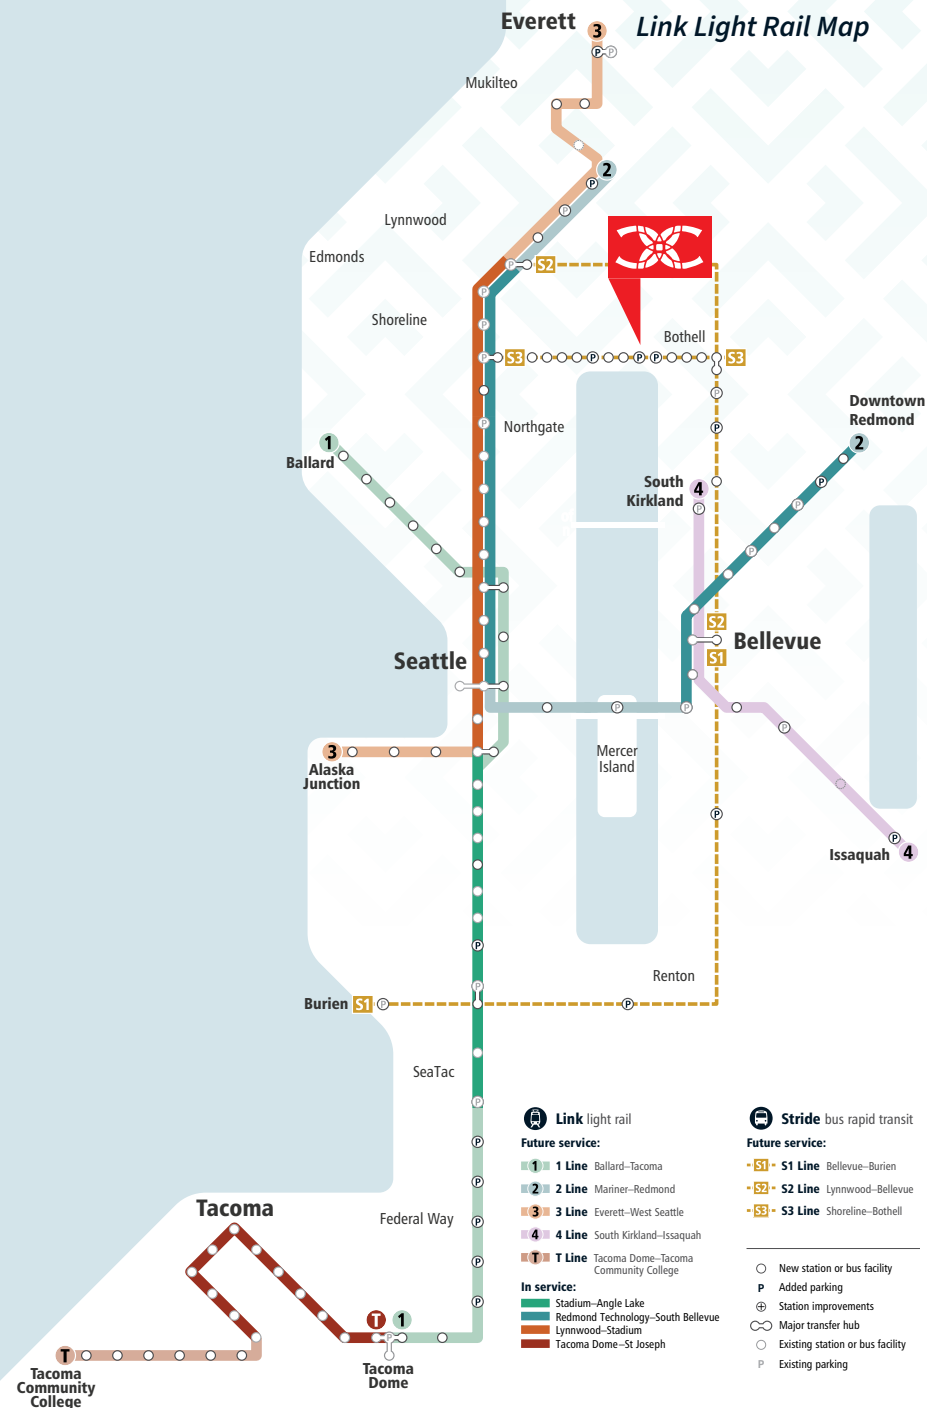 Everett
3
Link Light Rail Map
P
P
Mukilteo
2
P
P
Lynnwood
Edmonds
P
S2
P
Shoreline
P
Bothell
P
S3
P
P
P
S3
P
Downtown
Redmond
P
Northgate
P
1
2
Ballard
South
Kirkland
4
P
P
P
P
S2
Seattle
Bellevue
S1
P
P
P
3
Alaska
Junction
Mercer
Island
P
P
Issaquah
4
P
P
Renton
Burien
S1
P
P
SeaTac
P
P
P
Federal Way
P
P
P
Tacoma
T
1
P
Tacoma
Dome
T
Tacoma
Community
College
Link light rail
Future service:
1
1 Line Ballard–Tacoma
2
2 Line Mariner–Redmond
3
3 Line Everett–West Seattle
4
4 Line South Kirkland–Issaquah
T
T Line Tacoma Dome–Tacoma
Community College
In service:
Stadium–Angle Lake
Redmond Technology–South Bellevue
Lynnwood–Stadium
Tacoma Dome–St Joseph
Stride bus rapid transit
Future service:
S1
S1 Line Bellevue–Burien
S2
S2 Line Lynnwood–Bellevue
S3
S3 Line Shoreline–Bothell
New station or bus facility
P
Added parking
Station improvements
Major transfer hub
Existing station or bus facility
P
Existing parking